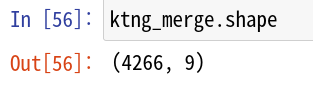 In [56]: ktng_merge.shape
Out[56]: (4266, 9)